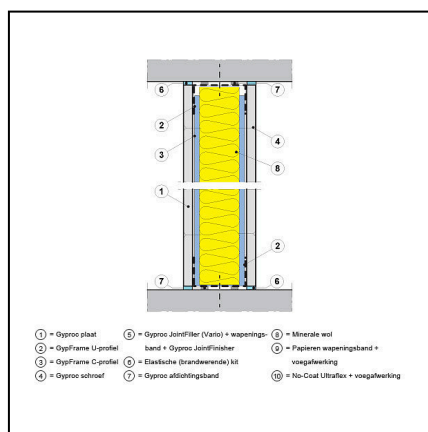 6
7
2
4
3
8
1
2
7
6
1 = Gyproc plaat
2 = GypFrame U-profiel
3 = GypFrame C-profiel
4 = Gyproc schroef
5 = Gyproc JointFiller (Vario) + wapenings-
band + Gyproc JointFinisher
6 = Elastische (brandwerende) kit
7 = Gyproc afdichtingsband
8 = Minerale wol
9 = Papieren wapeningsband +
voegafwerking
10 = No-Coat Ultraflex + voegafwerking